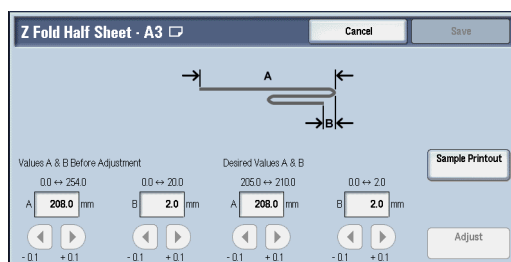 Z Fold Half Sheet - A3
Cancel
Save
A
B
Values A & B Before Adjustment
Desired Values A & B
Sample Printout
0.0 ↔ 254.0
0.0 ↔ 20.0
205.0 ↔ 210.0
0.0 ↔ 2.0
A 208.0 mm
B 2.0 mm
A 208.0 mm
B 2.0 mm
Adjust
- 0.1 + 0.1
- 0.1 + 0.1
- 0.1 + 0.1
- 0.1 + 0.1